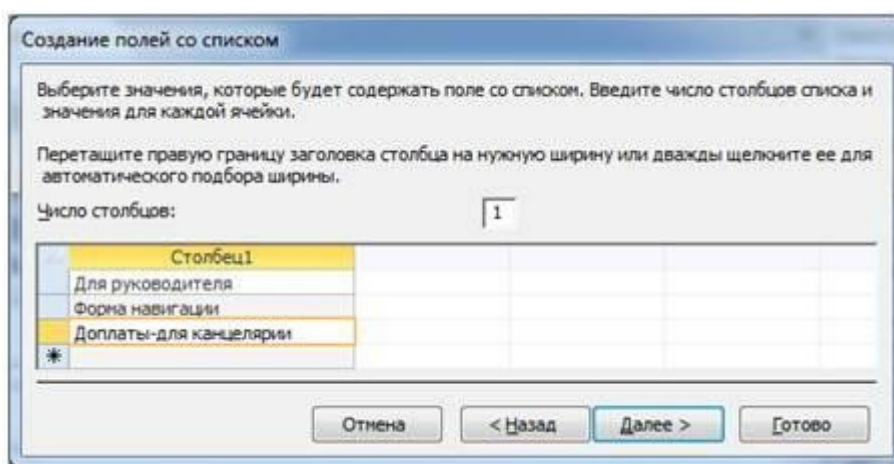 Создание полей со списком
Выберите значения, которые будет содержать поле со списком. Введите число столбцов списка и
значения для каждой ячейки.
Перетащите правую границу заголовка столбца на нужную ширину или дважды щелкните ее для
автоматического подбора ширины.
Число столбцов: 1
Столбец1
Для руководителя
Форма навигации
Доплаты-для канцелярии
*
Отмена < Назад Далее > Готово